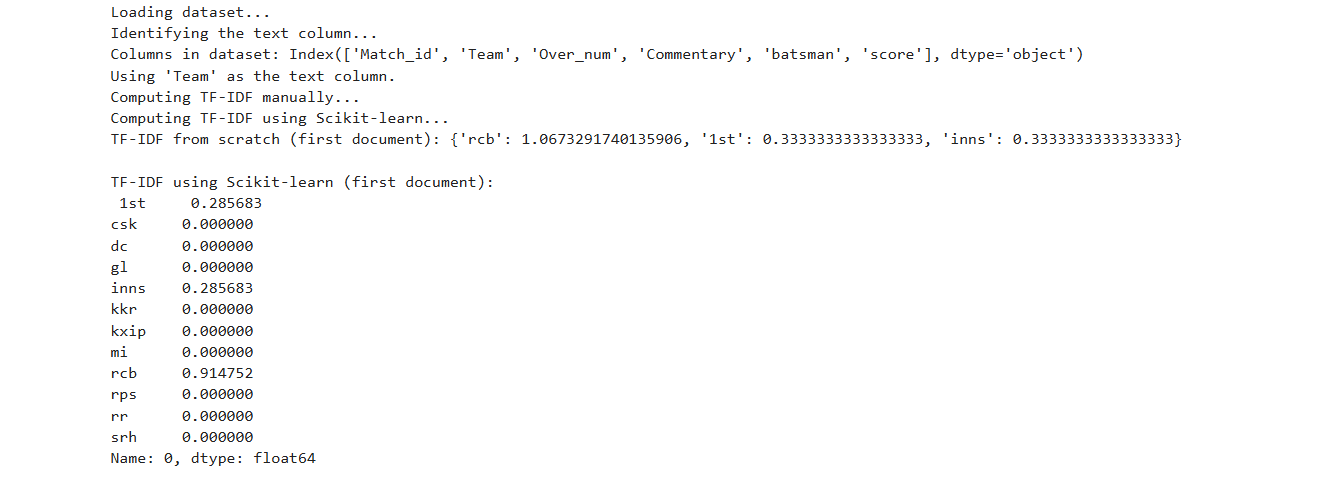 Loading dataset...
Identifying the text column...
Columns in dataset: Index(['Match_id', 'Team', 'Over_num', 'Commentary', 'batsman', 'score'], dtype='object')
Using 'Team' as the text column.
Computing TF-IDF manually...
Computing TF-IDF using Scikit-learn...
TF-IDF from scratch (first document): {'rcb': 1.0673291740135906, '1st': 0.3333333333333333, 'inns': 0.3333333333333333}

TF-IDF using Scikit-learn (first document):
 1st     0.285683
csk     0.000000
dc      0.000000
gl      0.000000
inns    0.285683
kkr     0.000000
kxip    0.000000
mi      0.000000
rcb     0.914752
rps     0.000000
rr      0.000000
srh     0.000000
Name: 0, dtype: float64